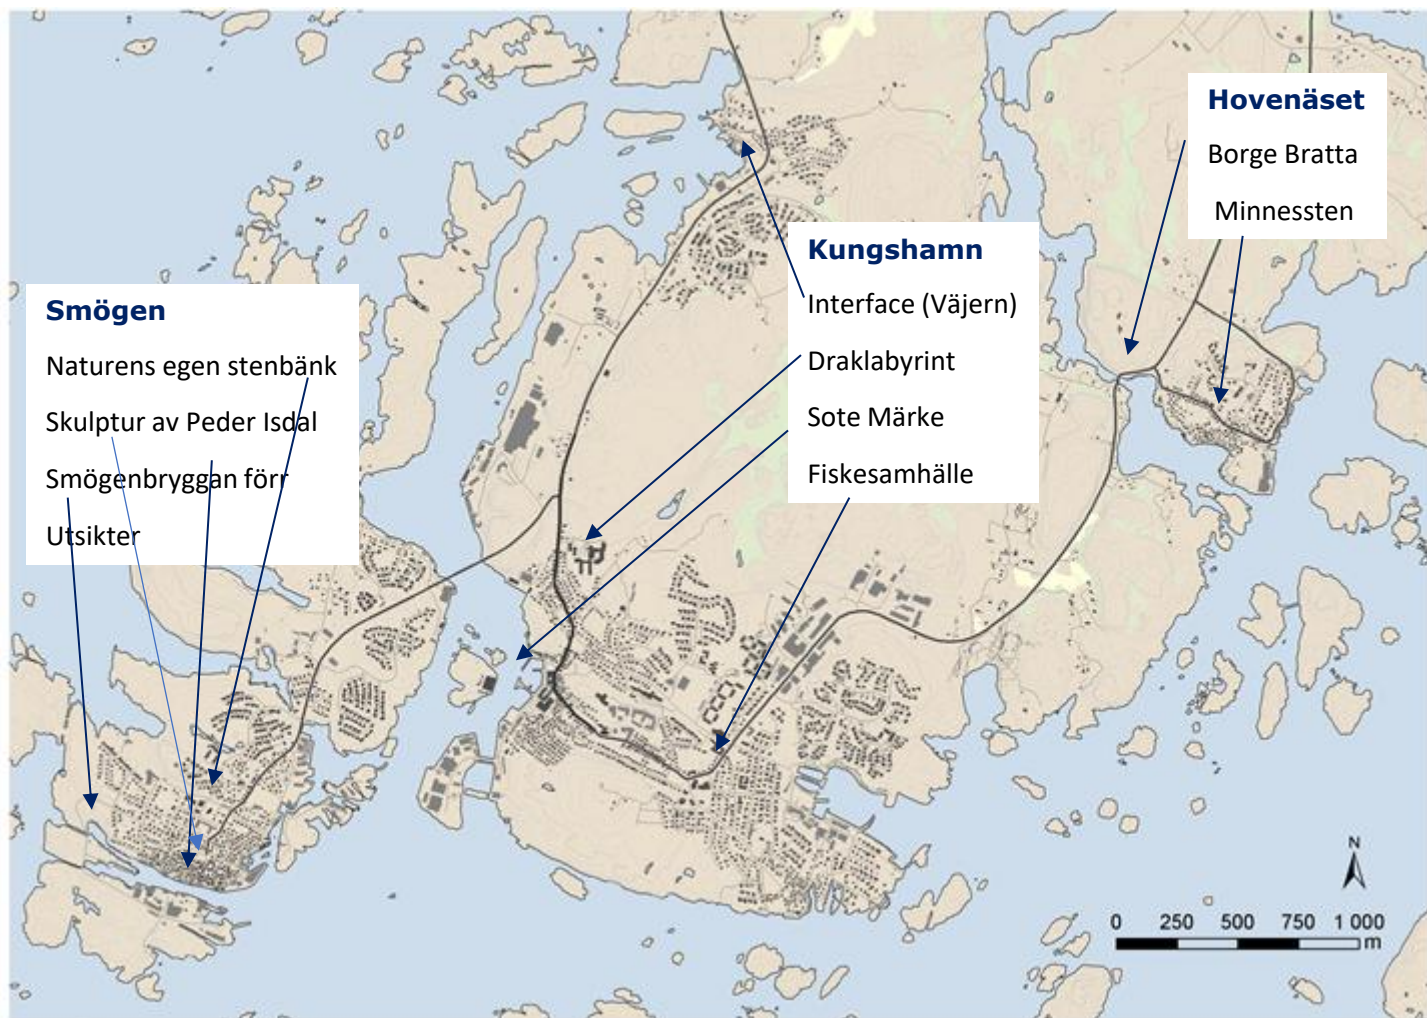 Hovenäset
Borge Bratta
Minnessten
Kungshamn
Interface (Väjern)
Draklabyrint
Sote Märke
Fiskesamhälle
Smögen
Naturens egen stenbänk
Skulptur av Peder Isdal
Smögenbryggan förr
Utsikter
N
0 250 500 750 1 000
m